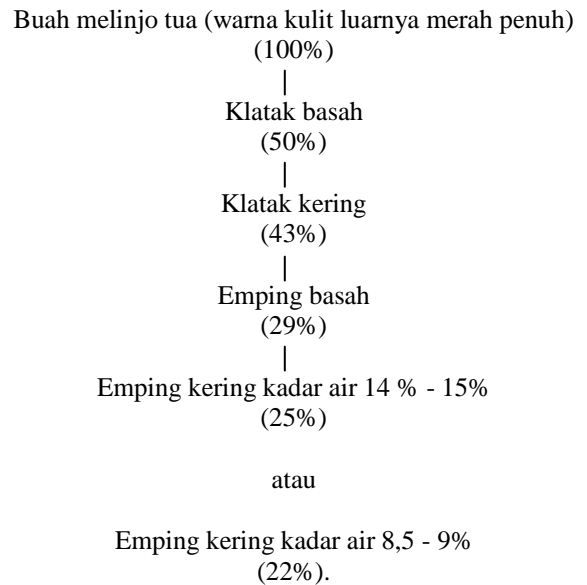 Buah melinjo tua (warna kulit luarnya merah penuh)
(100%)
Klatak basah
(50%)
Klatak kering
(43%)
Emping basah
(29%)
Emping kering kadar air 14 % - 15%
(25%)
atau
Emping kering kadar air 8,5 - 9%
(22%).